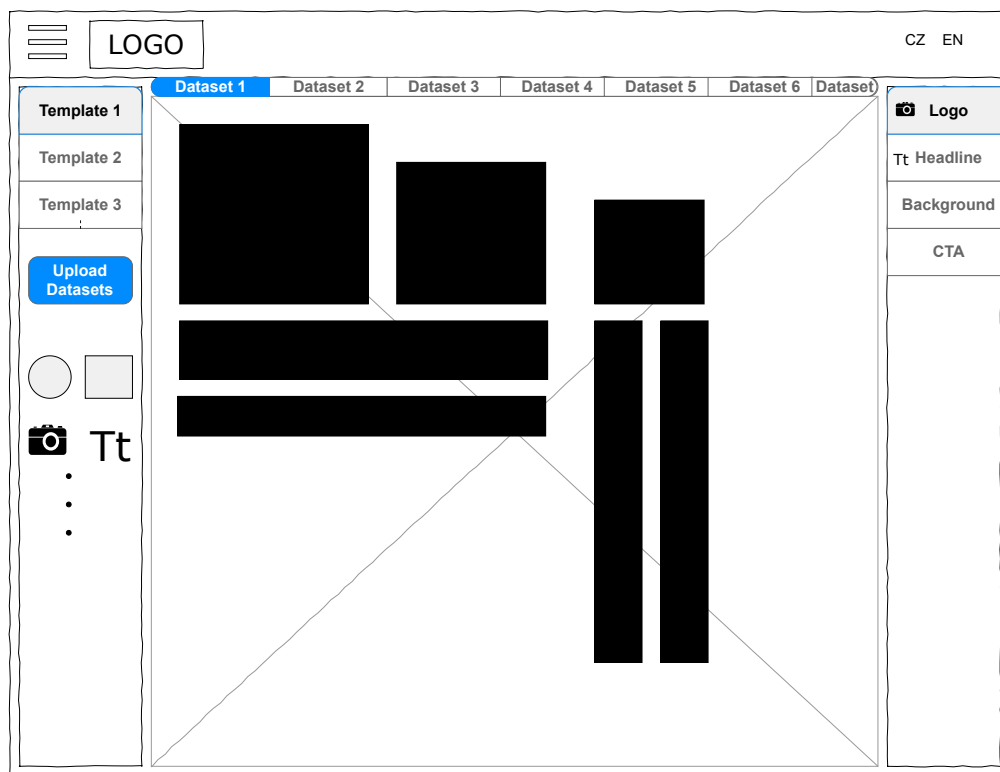 LOGO
CZ EN
Dataset 1 Dataset 2 Dataset 3 Dataset 4 Dataset 5 Dataset 6 Dataset
Template 1
Template 2
Template 3
Upload
Datasets
Tt
Logo
Tt Headline
Background
CTA